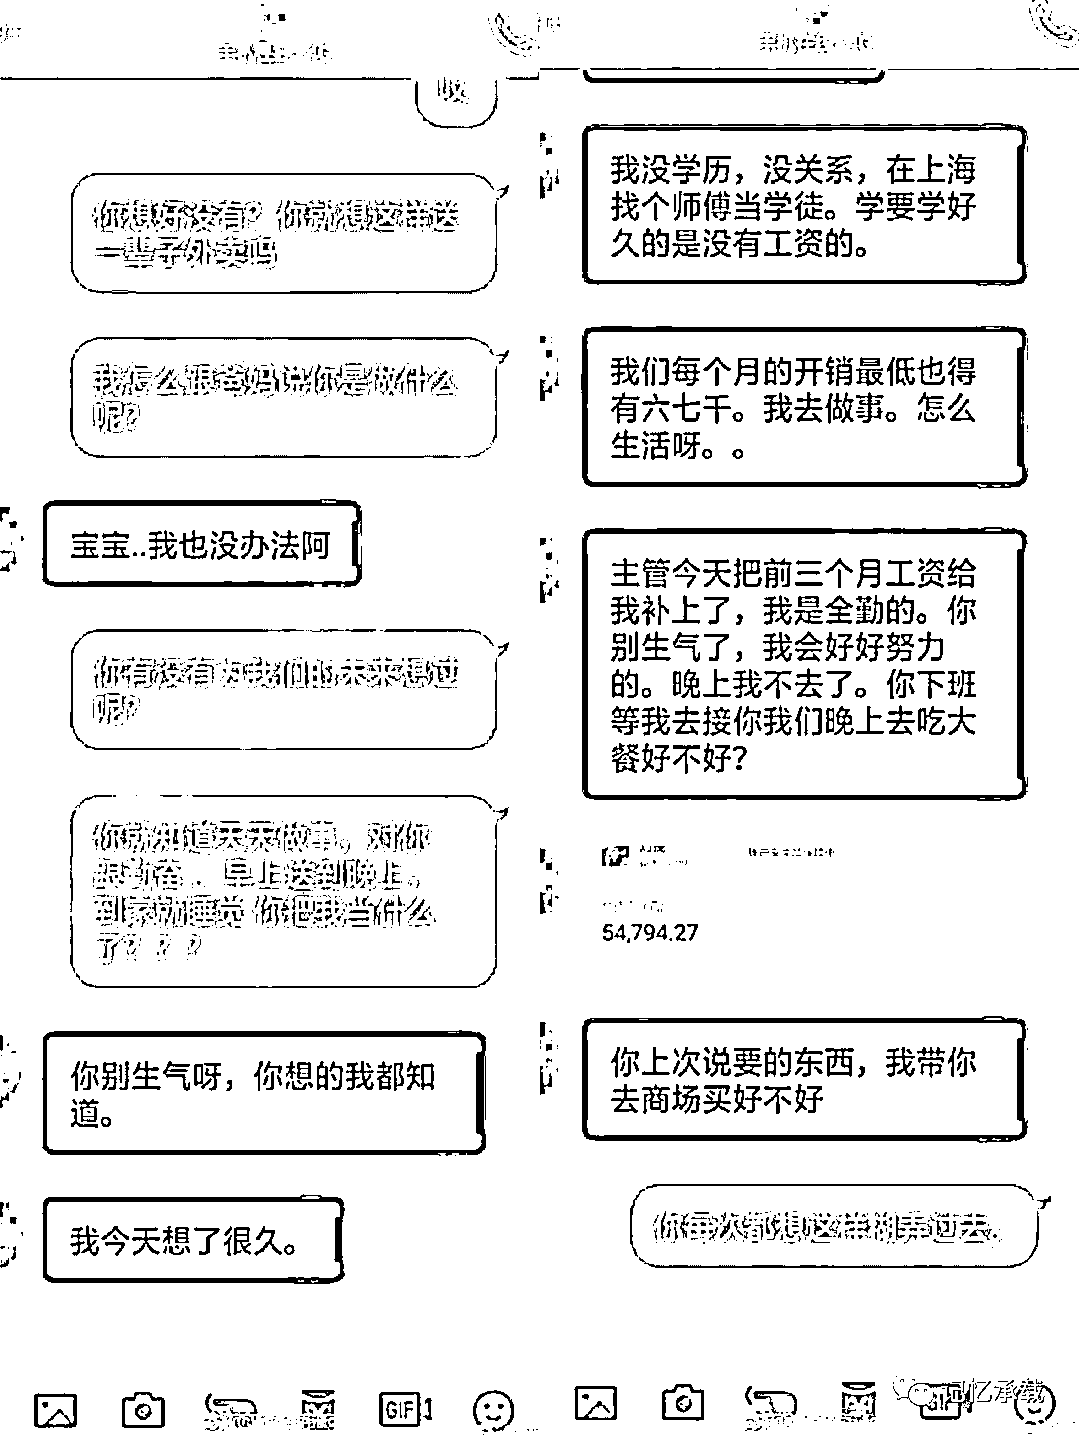 哎
你想好没有？你就想这样送
一辈子外卖吗
我怎么跟爸妈说你是做什么
呢？
宝宝..我也没办法阿
你有没有为我们的未来想过
呢？
你就知道天天做事，对你
很勤奋. 早上送到晚上，
到家就睡觉 你把我当什么
了？？？
你别生气呀，你想的我都知
道。
我今天想了很久。
GIF
我没学历，没关系，在上海
找个师傅当学徒。学要学好
久的是没有工资的。
我们每个月的开销最低也得
有六七千。我去做事。怎么
生活呀。。
主管今天把前三个月工资给
我补上了，我是全勤的。你
别生气了，我会好好努力
的。晚上我不去了。你下班
等我去接你我们晚上去吃大
餐好不好？
54,794.27
你上次说要的东西，我带你
去商场买好不好
你每次都想这样糊弄过去。
GIF
记忆承载